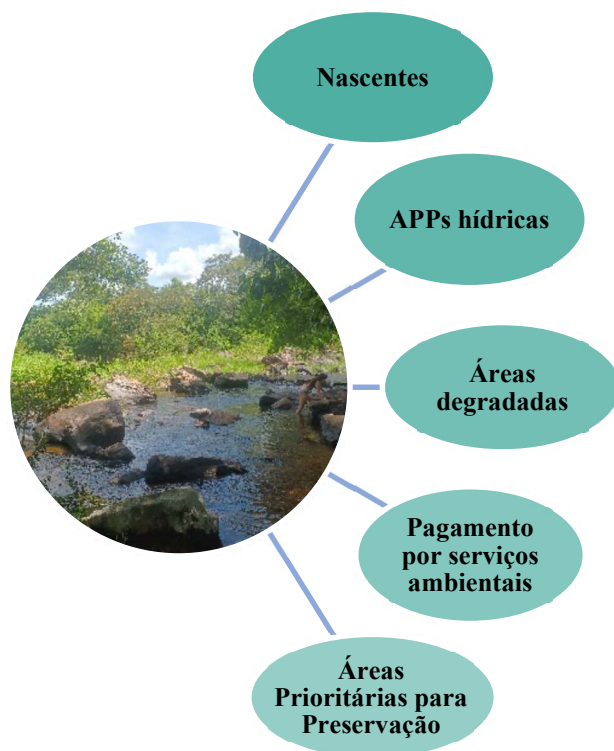 Nascentes
APPs hídricas
Áreas
degradadas
Pagamento
por serviços
ambientais
Áreas
Prioritárias para
Preservação